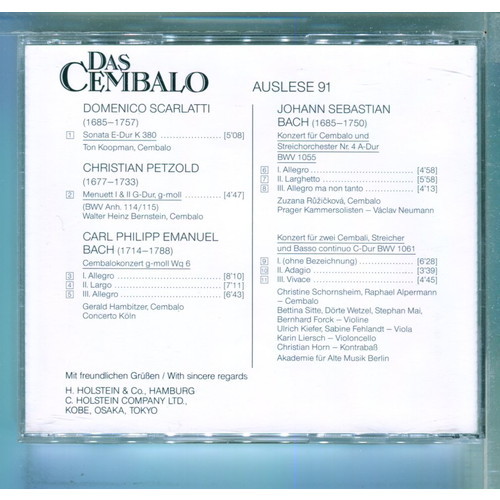 DAS
CEMBALO
AUSLESE 91
DOMENICO SCARLATTI
(1685–1757)
1 Sonata E-Dur K 380 [5'08]
Ton Koopman, Cembalo
CHRISTIAN PETZOLD
(1677–1733)
2 Menuett I & II G-Dur, g-moll [4'47]
(BWV Anh. 114/115)
Walter Heinz Bernstein, Cembalo
CARL PHILIPP EMANUEL
BACH (1714–1788)
Cembalokonzert g-moll Wq 6
3 I. Allegro [8'10]
4 II. Largo [7'11]
5 III. Allegro [6'43]
Gerald Hambitzer, Cembalo
Concerto Köln
JOHANN SEBASTIAN
BACH (1685–1750)
Konzert für Cembalo und
Streichorchester Nr. 4 A-Dur
BWV 1055
6 I. Allegro [4'58]
7 II. Larghetto [5'58]
8 III. Allegro ma non tanto [4'13]
Zuzana Růžičková, Cembalo
Prager Kammersolisten – Václav Neumann
Konzert für zwei Cembali, Streicher
und Basso continuo C-Dur BWV 1061
9 I. (ohne Bezeichnung) [6'28]
10 II. Adagio [3'39]
11 III. Vivace [4'45]
Christine Schornsheim, Raphael Alpermann
– Cembalo
Bettina Sitte, Dörte Wetzel, Stephan Mai,
Bernhard Forck – Violine
Ulrich Kiefer, Sabine Fehlandt – Viola
Karin Liersch – Violoncello
Christian Horn – Kontrabaß
Akademie für Alte Musik Berlin
Mit freundlichen Grüßen / With sincere regards
H. HOLSTEIN & Co., HAMBURG
C. HOLSTEIN COMPANY LTD.,
KOBE, OSAKA, TOKYO